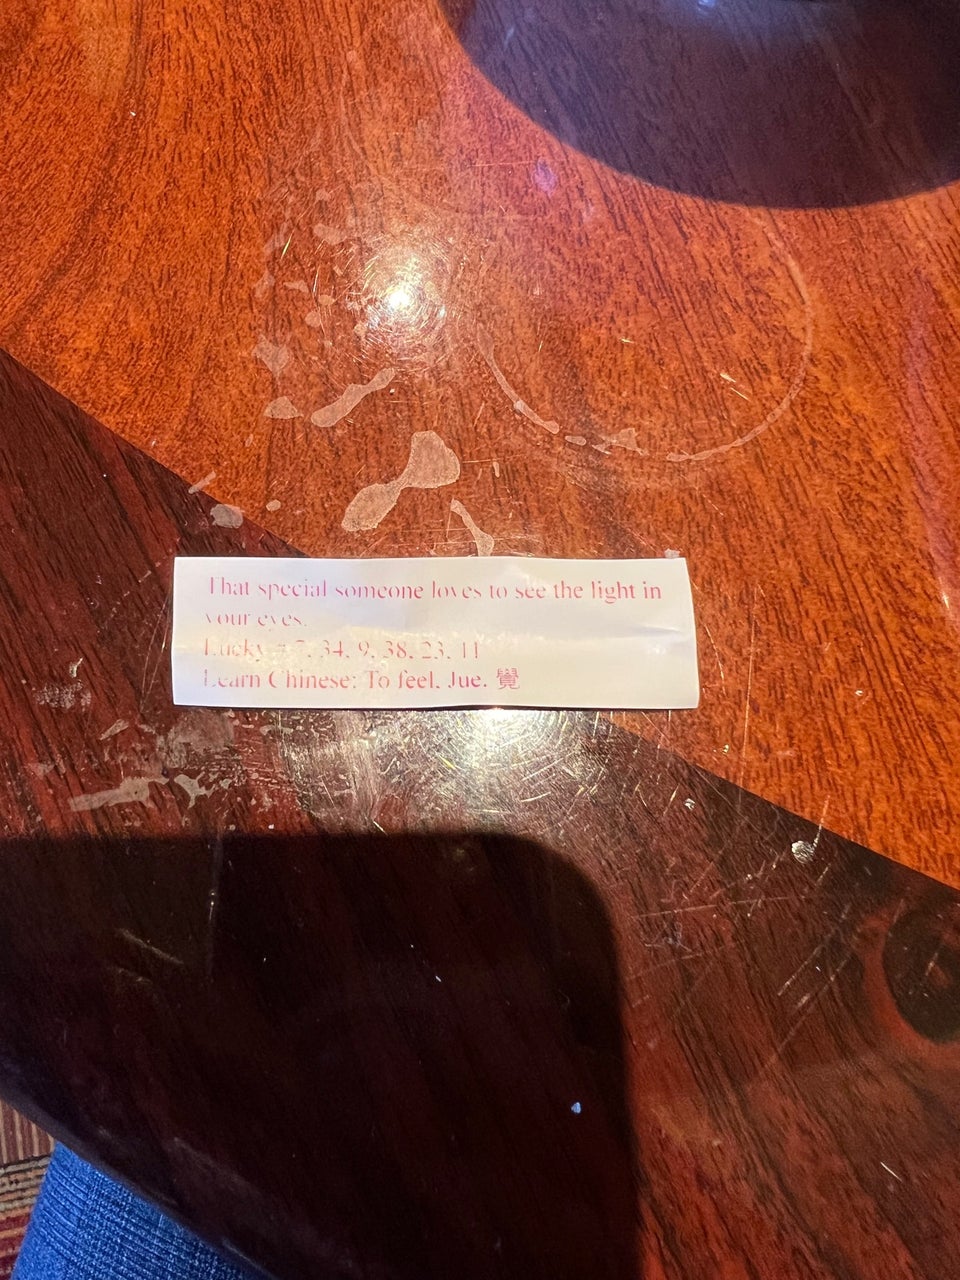 That special someone loves to see the light in
your eyes.
Lucky # 7, 34, 9, 38, 23, 11
Learn Chinese: To feel, Jue. 覺